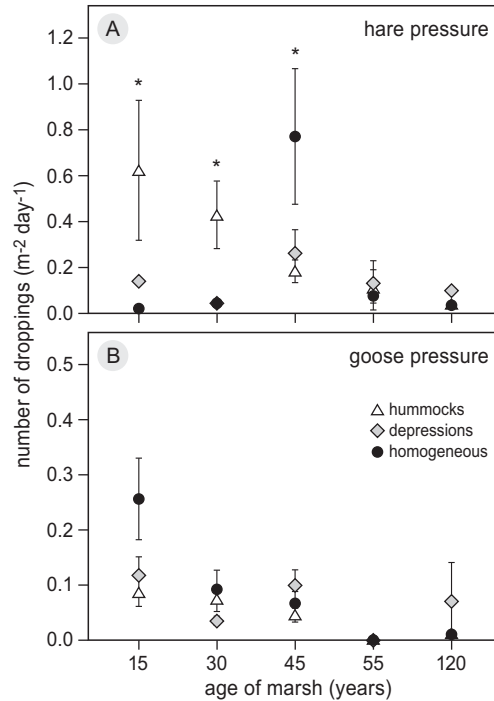 A
hare pressure
1.2
1.0
0.8
0.6
0.4
0.2
0.0
*
*
*
number of droppings (m-2 day-1)
B
goose pressure
0.5
0.4
0.3
0.2
0.1
0.0
hummocks
depressions
homogeneous
15
30
45
55
120
age of marsh (years)